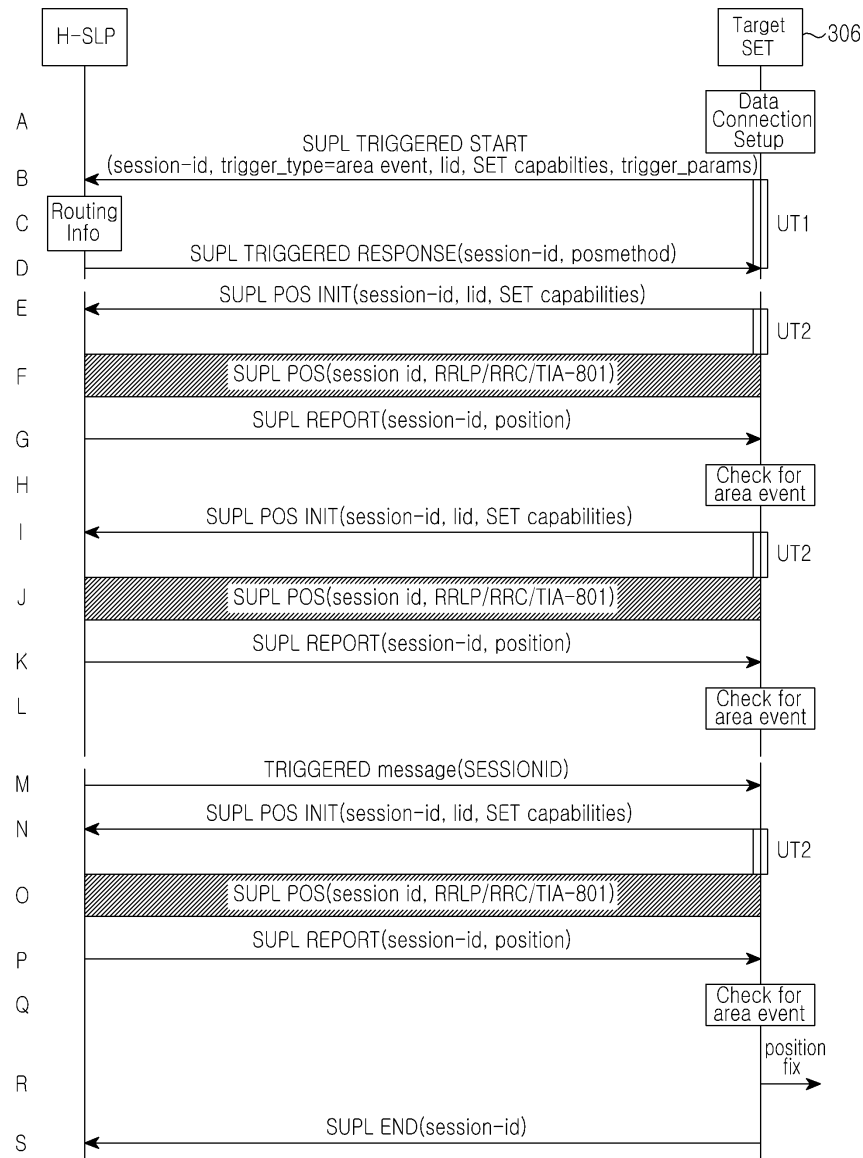 H-SLP
Target
SET
306
A
Data
Connection
Setup
SUPL TRIGGERED START
(session-id, trigger_type=area event, lid, SET capabilties, trigger_params)
B
C
Routing
Info
UT1
D
SUPL TRIGGERED RESPONSE(session-id, posmethod)
E
SUPL POS INIT(session-id, lid, SET capabilities)
UT2
F
SUPL POS(session id, RRLP/RRC/TIA-801)
G
SUPL REPORT(session-id, position)
H
Check for
area event
I
SUPL POS INIT(session-id, lid, SET capabilities)
UT2
J
SUPL POS(session id, RRLP/RRC/TIA-801)
K
SUPL REPORT(session-id, position)
L
Check for
area event
M
TRIGGERED message(SESSIONID)
N
SUPL POS INIT(session-id, lid, SET capabilities)
UT2
O
SUPL POS(session id, RRLP/RRC/TIA-801)
P
SUPL REPORT(session-id, position)
Q
Check for
area event
R
position
fix
S
SUPL END(session-id)